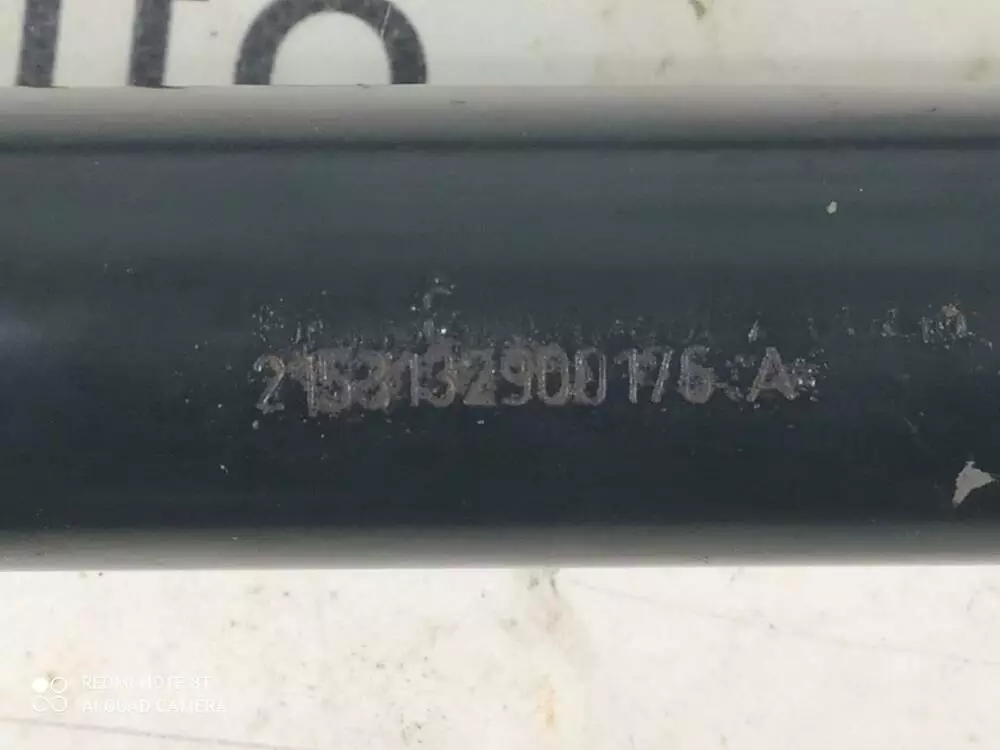 2153132900 1/6 A
REDMI NOTE 8T
AI QUAD CAMERA